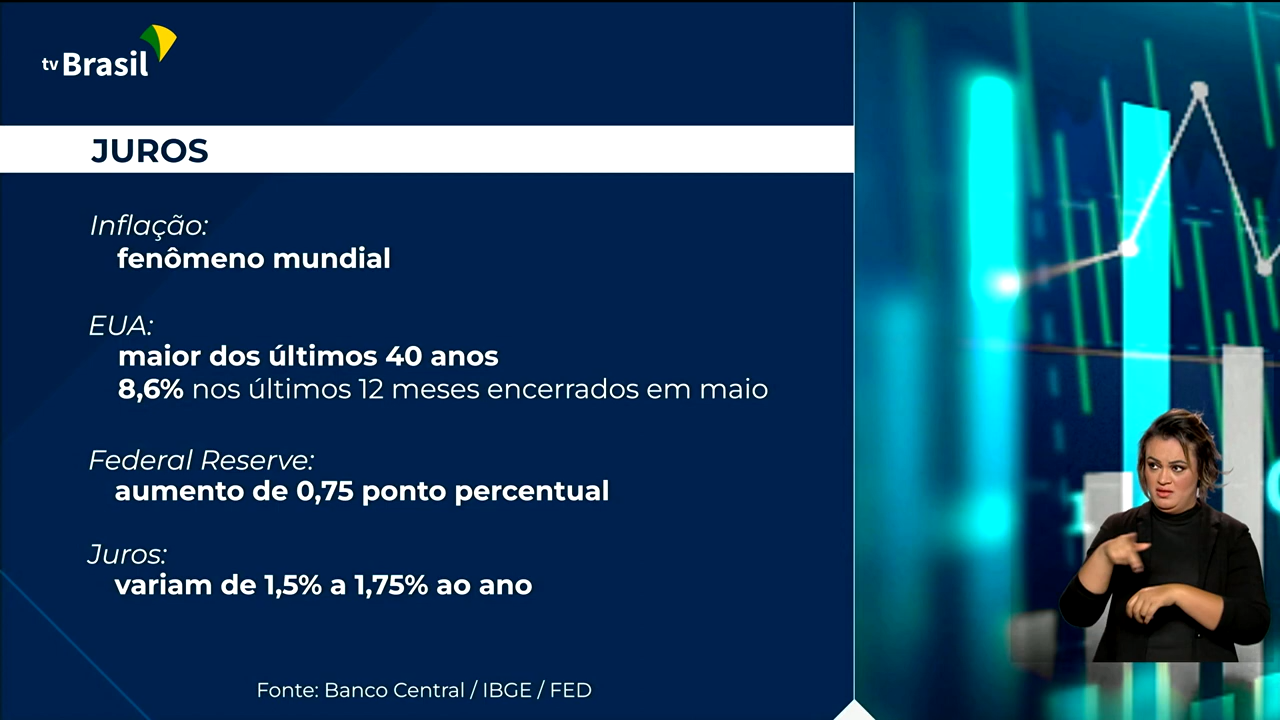 tv Brasil
JUROS
Inflação:
fenômeno mundial
EUA:
maior dos últimos 40 anos
8,6% nos últimos 12 meses encerrados em maio
Federal Reserve:
aumento de 0,75 ponto percentual
Juros:
variam de 1,5% a 1,75% ao ano
Fonte: Banco Central / IBGE / FED